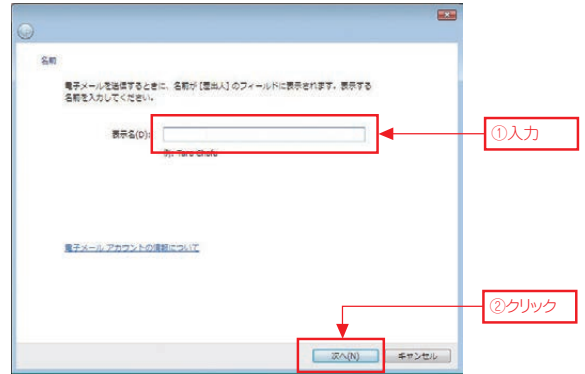 名前
電子メールを送信するときに、名前が [差出人] のフィールドに表示されます。表示する
名前を入力してください。
表示名(D):
①入力
例: Taro Chofu
電子メール アカウントの情報について
②クリック
次へ(N)
キャンセル